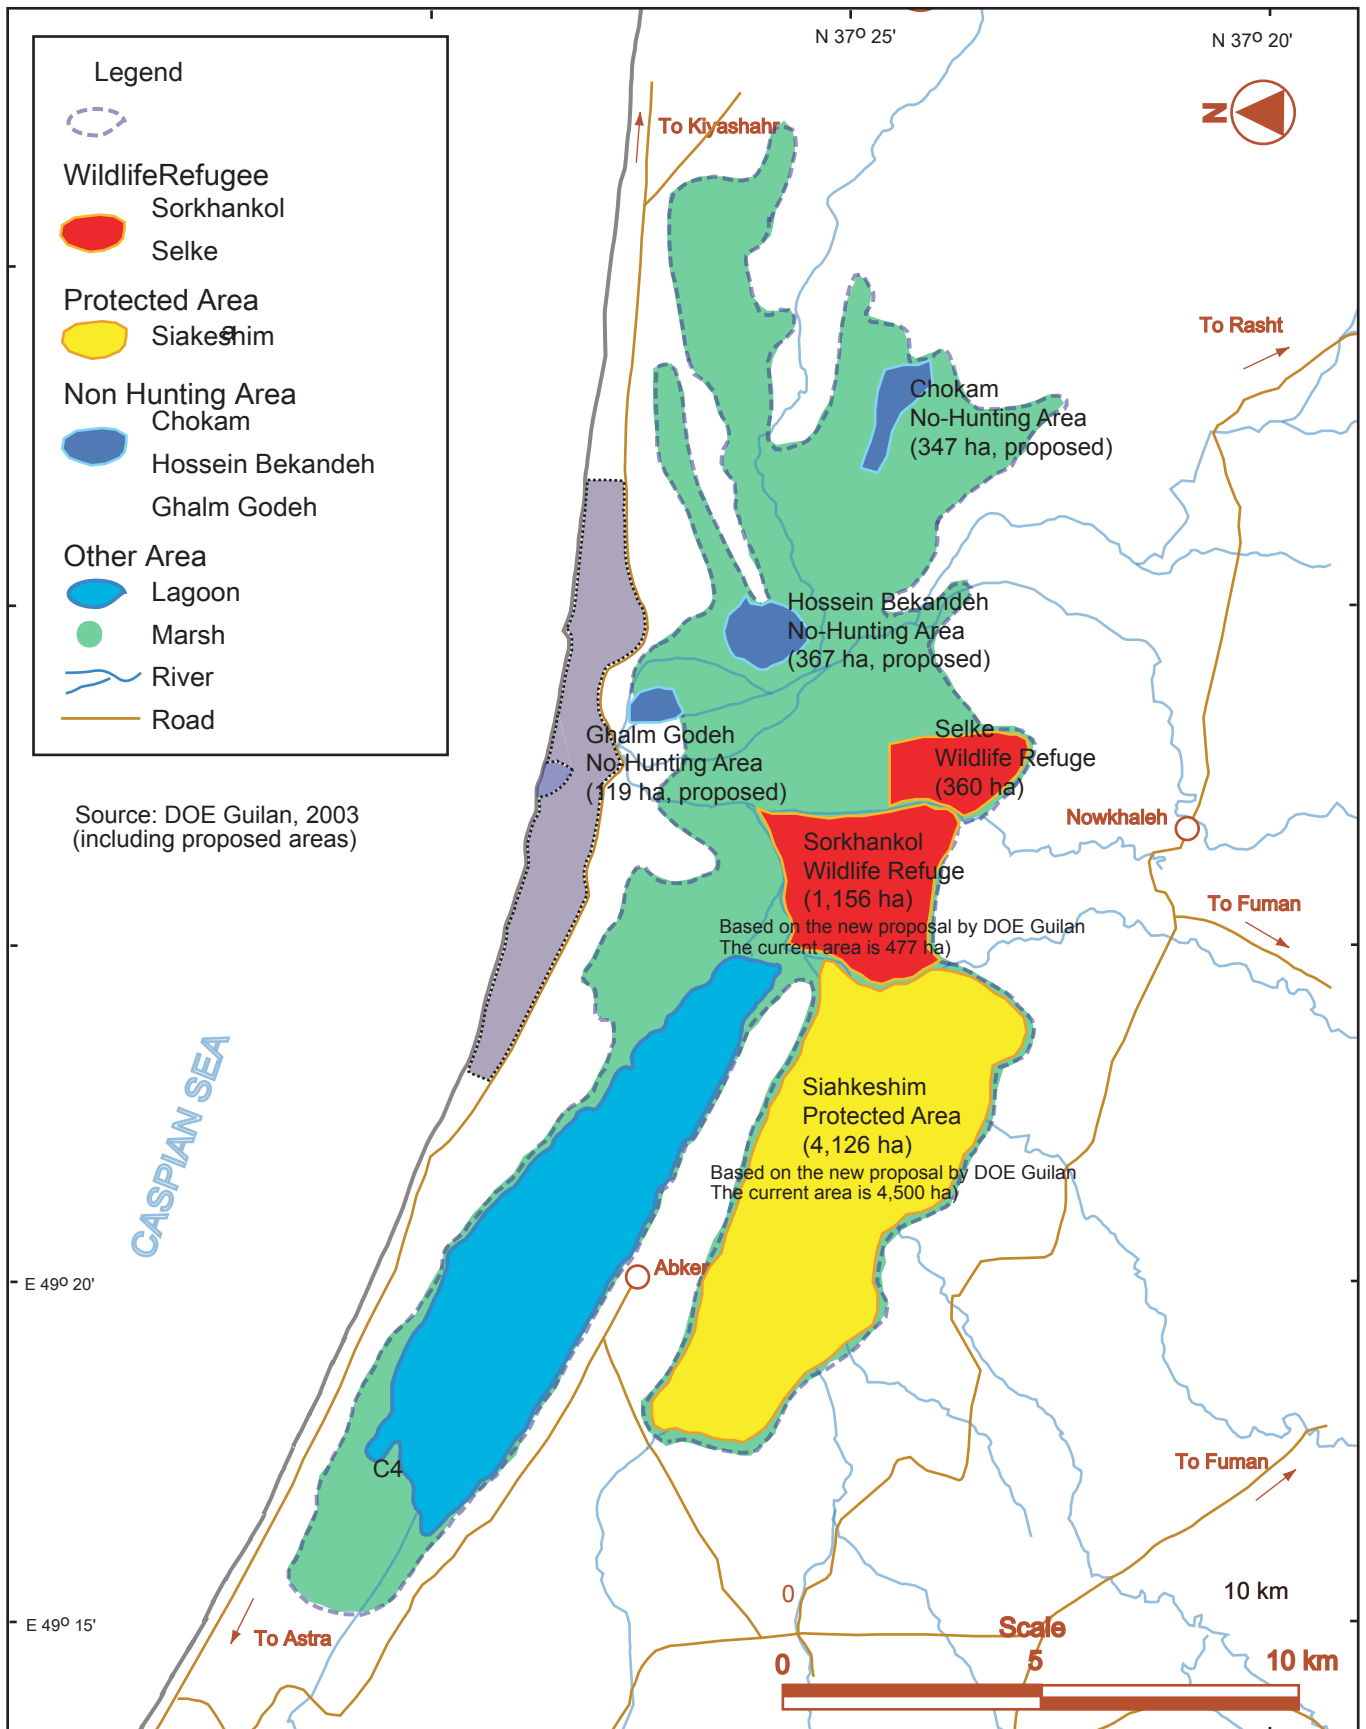 N 37º 25'
N 37º 20'
N
Legend
WildlifeRefugee
Sorkhankol
Selke
Protected Area
Siakeshim
Non Hunting Area
Chokam
Hossein Bekandeh
Ghalm Godeh
Other Area
Lagoon
Marsh
River
Road
Source: DOE Guilan, 2003
(including proposed areas)
To Kiyashahr
To Rasht
Chokam
No-Hunting Area
(347 ha, proposed)
Hossein Bekandeh
No-Hunting Area
(367 ha, proposed)
Ghalm Godeh
No-Hunting Area
(119 ha, proposed)
Selke
Wildlife Refuge
(360 ha)
Nowkhaleh
Sorkhankol
Wildlife Refuge
(1,156 ha)
Based on the new proposal by DOE Guilan
The current area is 477 ha)
To Fuman
CASPIAN SEA
Siahkeshim
Protected Area
(4,126 ha)
Based on the new proposal by DOE Guilan
The current area is 4,500 ha)
E 49º 20'
Abker
C4
To Fuman
E 49º 15'
To Astra
0
10 km
Scale
0 5 10 km